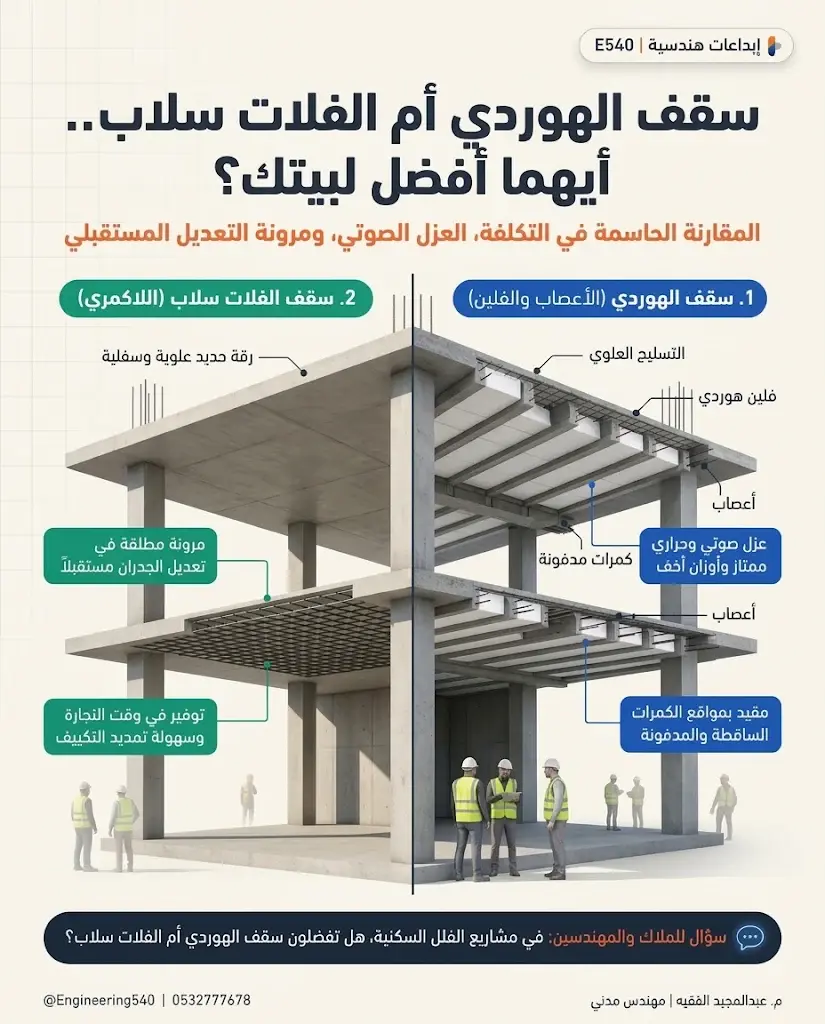 إبداعات هندسية | E540
سقف الهوردي أم الفلات سلاب..
أيهما أفضل لبيتك؟
المقارنة الحاسمة في التكلفة، العزل الصوتي، ومرونة التعديل المستقبلي
1. سقف الهوردي (الأعصاب والفلين)
2. سقف الفلات سلاب (اللاكمري)
التسليح العلوي
رقة حديد علوية وسفلية
فلين هوردي
أعصاب
كمرات مدفونة
عزل صوتي وحراري
ممتاز وأوزان أخف
مرونة مطلقة في
تعديل الجدران مستقبلاً
أعصاب
مقيد بمواقع الكمرات
الساقطة والمدفونة
توفير في وقت النجارة
وسهولة تمديد التكييف
سؤال للملاك والمهندسين: في مشاريع الفلل السكنية، هل تفضلون سقف الهوردي أم الفلات سلاب؟
م. عبدالمجيد الفقيه | مهندس مدني
@Engineering540 | 0532777678